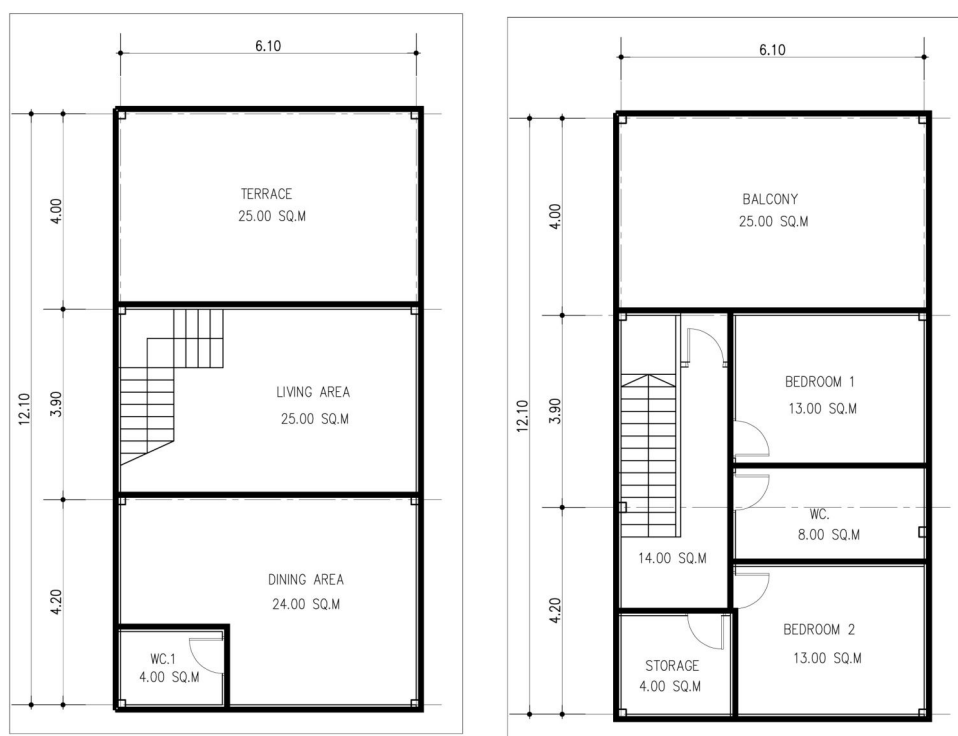 6.10
TERRACE
25.00 SQ.M
4.00
12.10
3.90
LIVING AREA
25.00 SQ.M
4.20
DINING AREA
24.00 SQ.M
WC.1
4.00 SQ.M
6.10
BALCONY
25.00 SQ.M
4.00
12.10
3.90
BEDROOM 1
13.00 SQ.M
WC.
8.00 SQ.M
14.00 SQ.M
4.20
BEDROOM 2
13.00 SQ.M
STORAGE
4.00 SQ.M